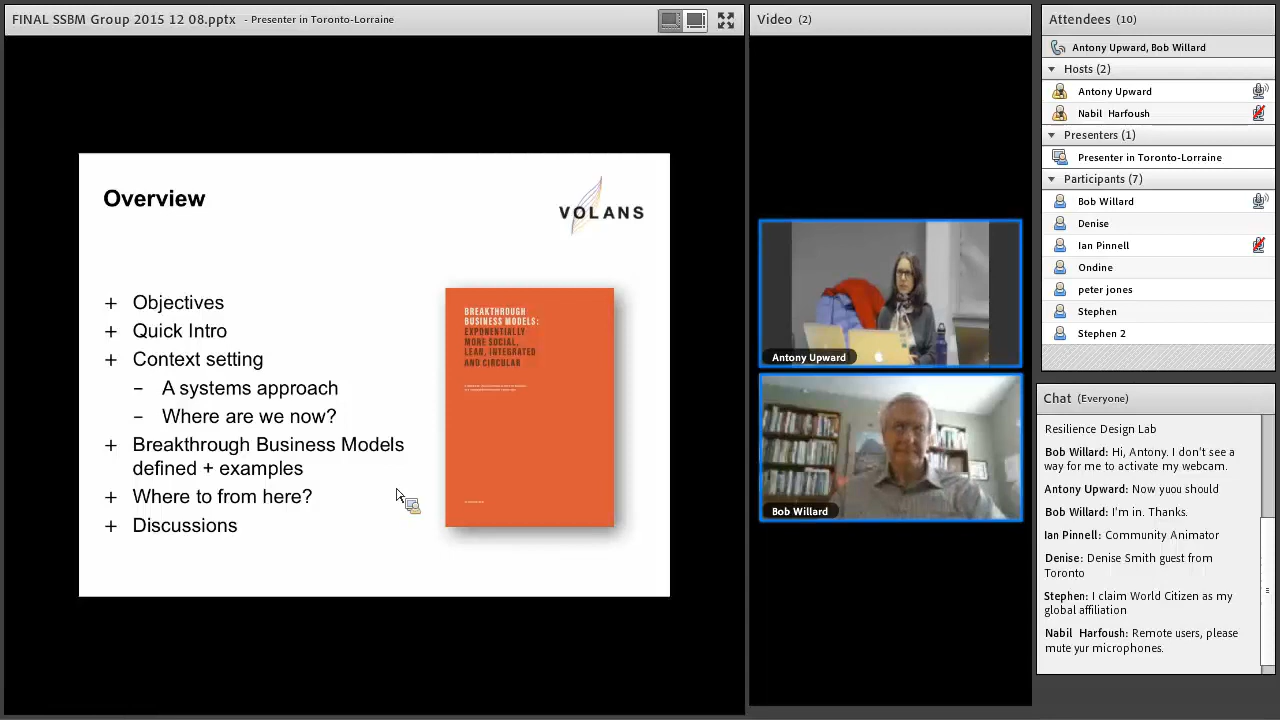 FINAL SSBM Group 2015 12 08.pptx - Presenter in Toronto-Lorraine
Overview
VOLANS
+ Objectives
+ Quick Intro
+ Context setting
– A systems approach
– Where are we now?
+ Breakthrough Business Models
defined + examples
+ Where to from here?
+ Discussions
BREAKTHROUGH
BUSINESS MODELS:
EXPONENTIALLY
MORE SOCIAL,
LEAN, INTEGRATED
AND CIRCULAR
Video (2)
Antony Upward
Bob Willard
Attendees (10)
Antony Upward, Bob Willard
Hosts (2)
Antony Upward
Nabil Harfoush
Presenters (1)
Presenter in Toronto-Lorraine
Participants (7)
Bob Willard
Denise
Ian Pinnell
Ondine
peter jones
Stephen
Stephen 2
Chat (Everyone)
Resilience Design Lab
Bob Willard: Hi, Antony. I don't see a
way for me to activate my webcam.
Antony Upward: Now you should
Bob Willard: I'm in. Thanks.
Ian Pinnell: Community Animator
Denise: Denise Smith guest from
Toronto
Stephen: I claim World Citizen as my
global affiliation
Nabil Harfoush: Remote users, please
mute yur microphones.